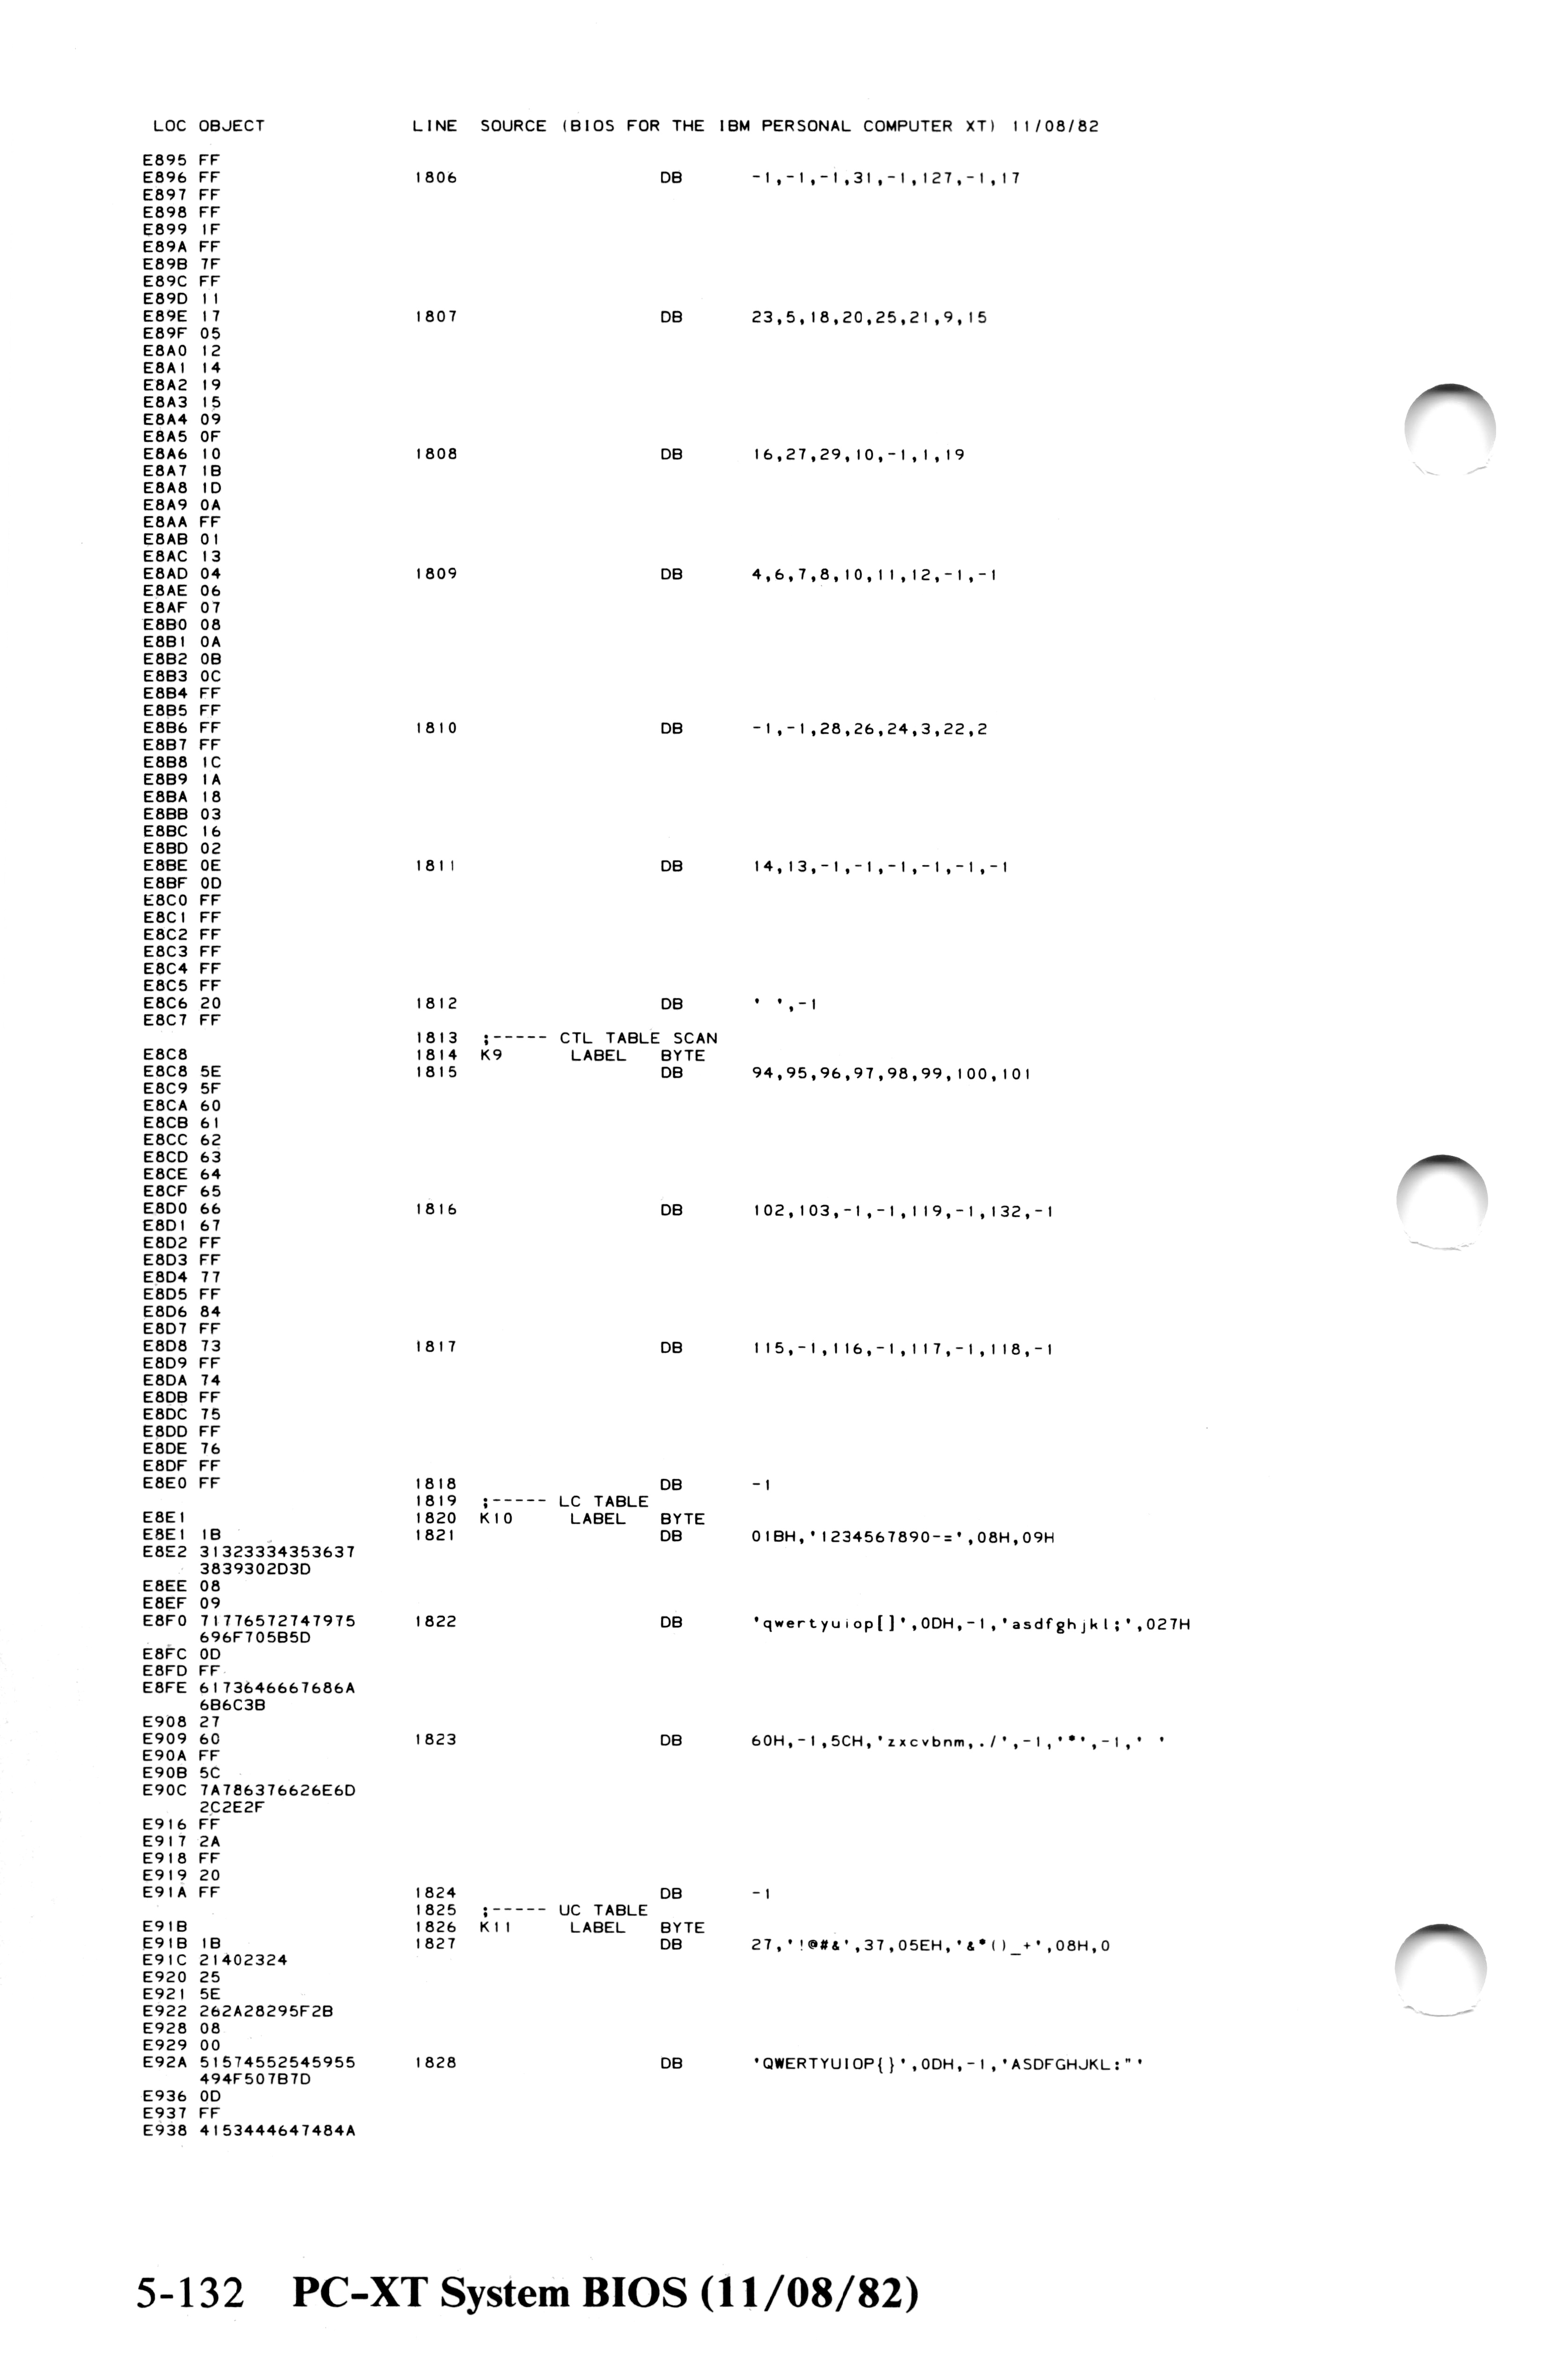 LOC OBJECT LINE SOURCE (BIOS FOR THE IBM PERSONAL COMPUTER XT) 11/08/82
E895 FF
E896 FF 1806 DB -1,-1,-1,31,-1,127,-1,17
E897 FF
E898 FF
E899 1F
E89A FF
E89B 7F
E89C FF
E89D 11
E89E 17 1807 DB 23,5,18,20,25,21,9,15
E89F 05
E8A0 12
E8A1 14
E8A2 19
E8A3 15
E8A4 09
E8A5 0F
E8A6 10 1808 DB 16,27,29,10,-1,1,19
E8A7 1B
E8A8 1D
E8A9 0A
E8AA FF
E8AB 01
E8AC 13
E8AD 04 1809 DB 4,6,7,8,10,11,12,-1,-1
E8AE 06
E8AF 07
E8B0 08
E8B1 0A
E8B2 0B
E8B3 0C
E8B4 FF
E8B5 FF
E8B6 FF 1810 DB -1,-1,28,26,24,3,22,2
E8B7 FF
E8B8 1C
E8B9 1A
E8BA 18
E8BB 03
E8BC 16
E8BD 02
E8BE 0E 1811 DB 14,13,-1,-1,-1,-1,-1,-1
E8BF 0D
E8C0 FF
E8C1 FF
E8C2 FF
E8C3 FF
E8C4 FF
E8C5 FF
E8C6 20 1812 DB ' ',-1
E8C7 FF
1813 ;----- CTL TABLE SCAN
E8C8 1814 K9 LABEL BYTE
E8C8 5E 1815 DB 94,95,96,97,98,99,100,101
E8C9 5F
E8CA 60
E8CB 61
E8CC 62
E8CD 63
E8CE 64
E8CF 65
E8D0 66 1816 DB 102,103,-1,-1,119,-1,132,-1
E8D1 67
E8D2 FF
E8D3 FF
E8D4 77
E8D5 FF
E8D6 84
E8D7 FF
E8D8 73 1817 DB 115,-1,116,-1,117,-1,118,-1
E8D9 FF
E8DA 74
E8DB FF
E8DC 75
E8DD FF
E8DE 76
E8DF FF
E8E0 FF 1818 DB -1
1819 ;----- LC TABLE
E8E1 1820 K10 LABEL BYTE
E8E1 1B 1821 DB 01BH,'1234567890-=',08H,09H
E8E2 31323334353637
3839302D3D
E8EE 08
E8EF 09
E8F0 71776572747975 1822 DB 'qwertyuiop[]',0DH,-1,'asdfghjkl;',027H
696F705B5D
E8FC 0D
E8FD FF
E8FE 6173646667686A
6B6C3B
E908 27
E909 60 1823 DB 60H,-1,5CH,'zxcvbnm,./',-1,'*',-1,' '
E90A FF
E90B 5C
E90C 7A786376626E6D
2C2E2F
E916 FF
E917 2A
E918 FF
E919 20
E91A FF 1824 DB -1
1825 ;----- UC TABLE
E91B 1826 K11 LABEL BYTE
E91B 1B 1827 DB 27,'!@#&',37,05EH,'&*()_+',08H,0
E91C 21402324
E920 25
E921 5E
E922 262A28295F2B
E928 08
E929 00
E92A 51574552545955 1828 DB 'QWERTYUIOP{}',0DH,-1,'ASDFGHJKL:"'
494F507B7D
E936 0D
E937 FF
E938 4153444647484A
5-132 PC-XT System BIOS (11/08/82)